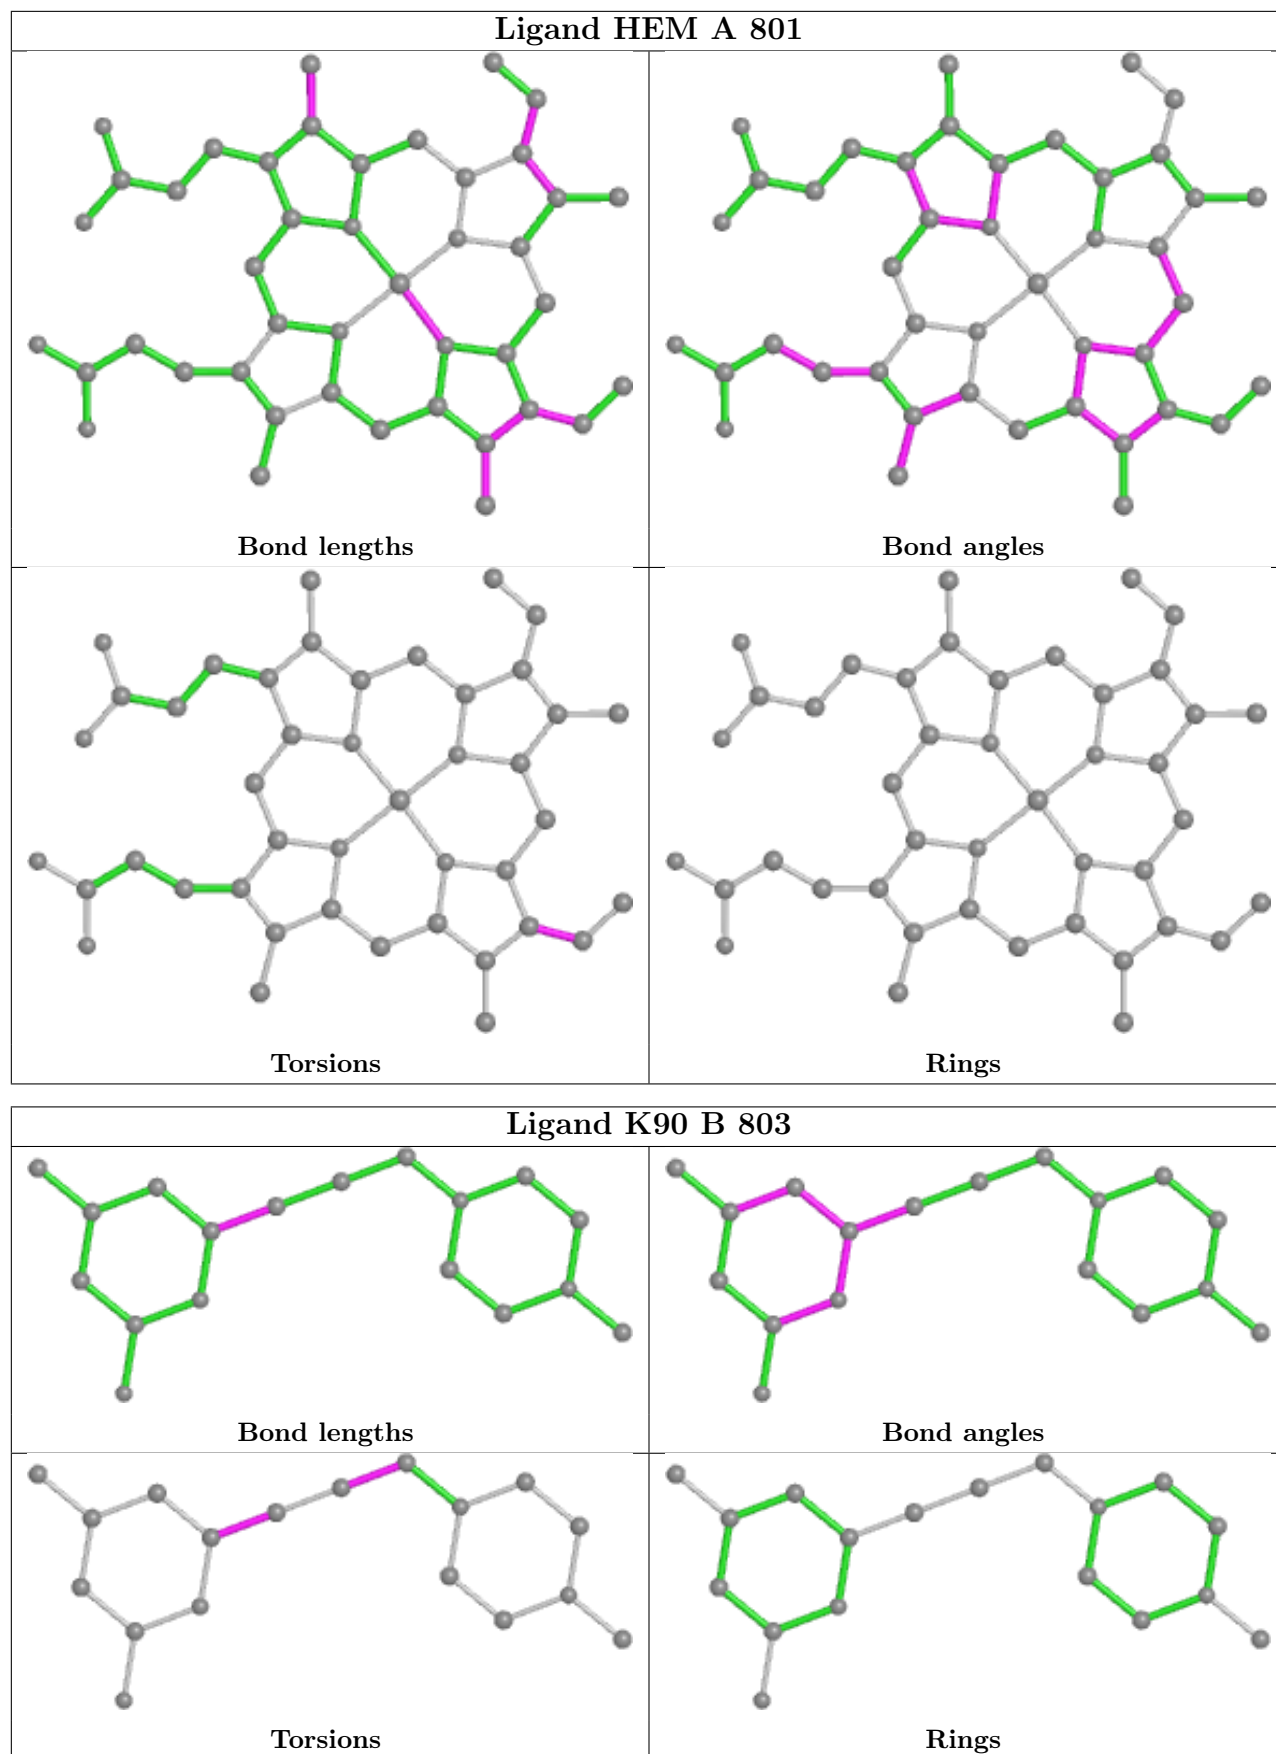 Ligand HEM A 801
Bond lengths
Bond angles
Torsions
Rings
Ligand K90 B 803
Bond lengths
Bond angles
Torsions
Rings